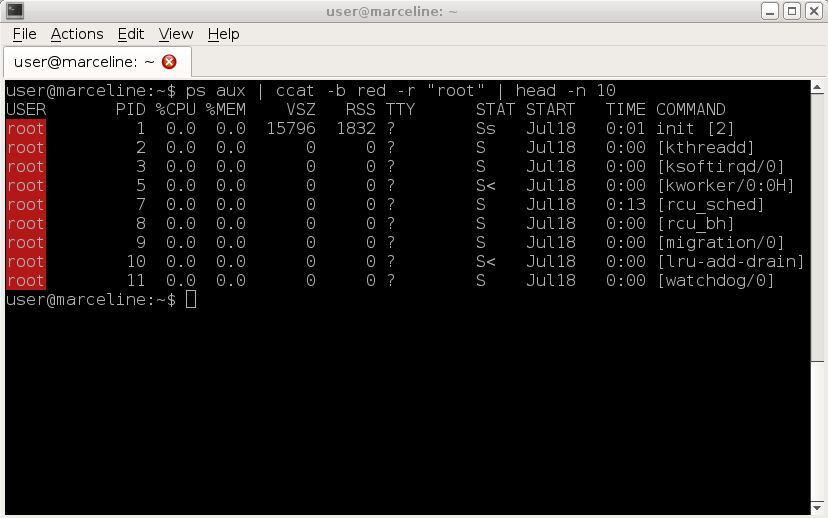 user@marceline: ~
File Actions Edit View Help
user@marceline: ~
user@marceline:~$ ps aux | ccat -b red -r "root" | head -n 10
USER       PID %CPU %MEM    VSZ   RSS TTY      STAT START   TIME COMMAND
root         1  0.0  0.0  15796  1832 ?        Ss   Jul18   0:01 init [2]
root         2  0.0  0.0      0     0 ?        S    Jul18   0:00 [kthreadd]
root         3  0.0  0.0      0     0 ?        S    Jul18   0:00 [ksoftirqd/0]
root         5  0.0  0.0      0     0 ?        S<   Jul18   0:00 [kworker/0:0H]
root         7  0.0  0.0      0     0 ?        S    Jul18   0:13 [rcu_sched]
root         8  0.0  0.0      0     0 ?        S    Jul18   0:00 [rcu_bh]
root         9  0.0  0.0      0     0 ?        S    Jul18   0:00 [migration/0]
root        10  0.0  0.0      0     0 ?        S<   Jul18   0:00 [lru-add-drain]
root        11  0.0  0.0      0     0 ?        S    Jul18   0:00 [watchdog/0]
user@marceline:~$